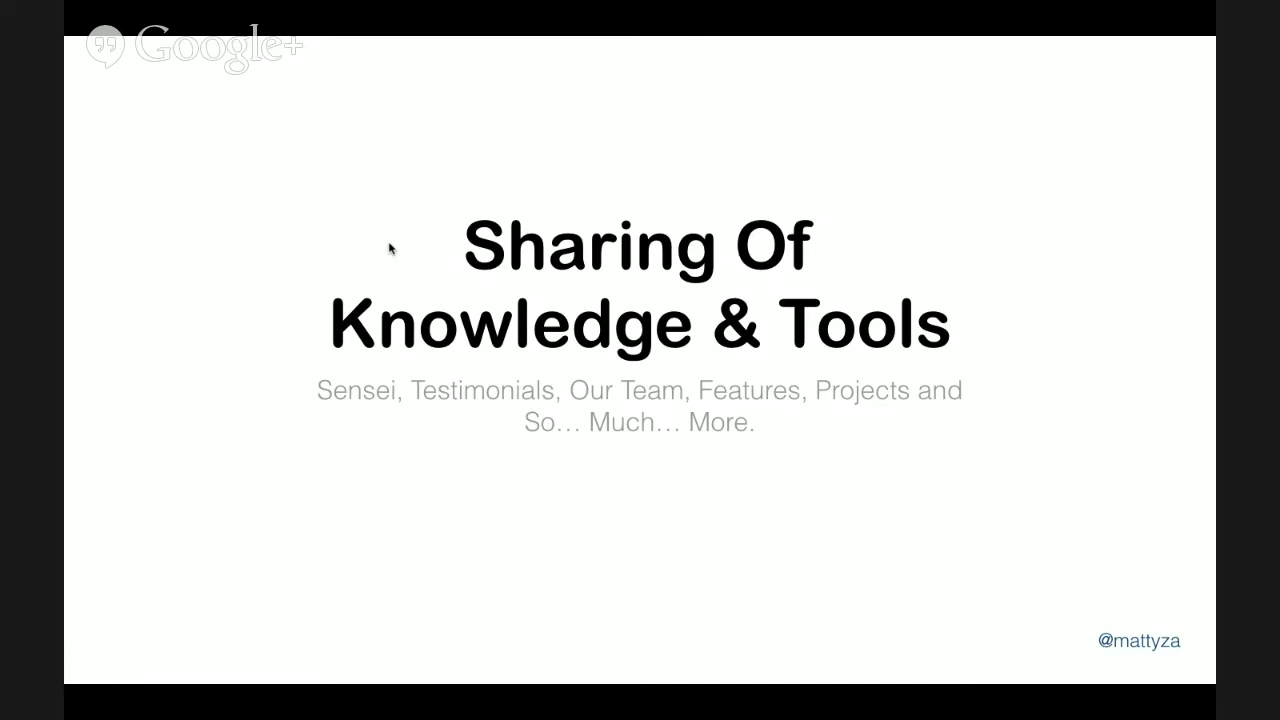 Google+
Sharing Of
Knowledge & Tools
Sensei, Testimonials, Our Team, Features, Projects and
So… Much… More.
@mattyza